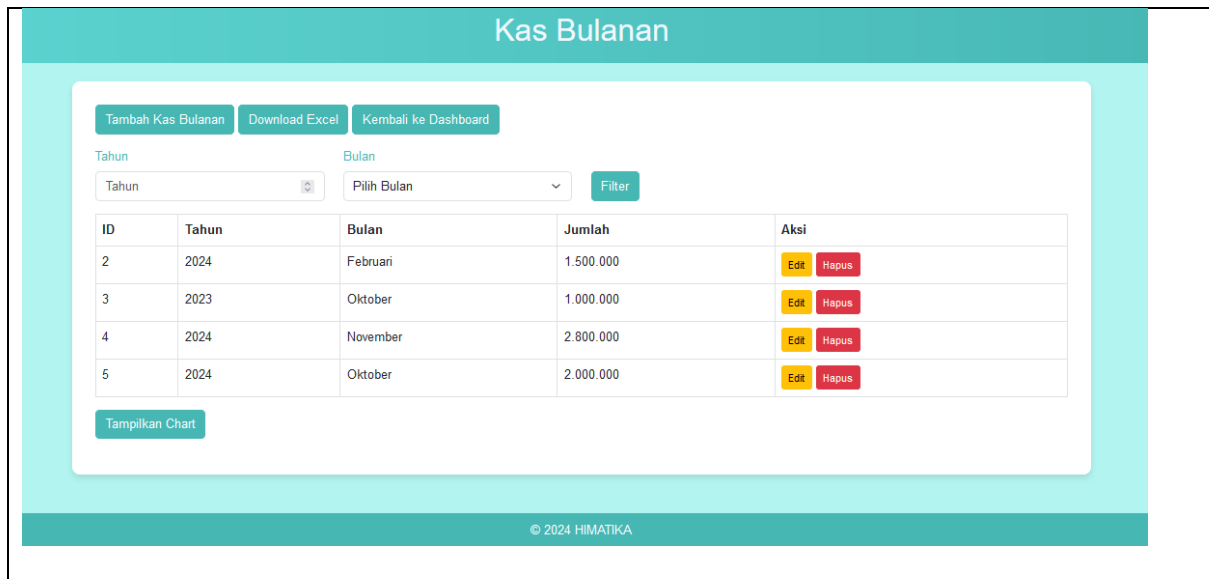 Kas Bulanan
Tambah Kas Bulanan Download Excel Kembali ke Dashboard
Tahun Bulan
Tahun Pilih Bulan Filter
ID Tahun Bulan Jumlah Aksi
2 2024 Februari 1.500.000 Edit Hapus
3 2023 Oktober 1.000.000 Edit Hapus
4 2024 November 2.800.000 Edit Hapus
5 2024 Oktober 2.000.000 Edit Hapus
Tampilkan Chart
© 2024 HIMATIKA